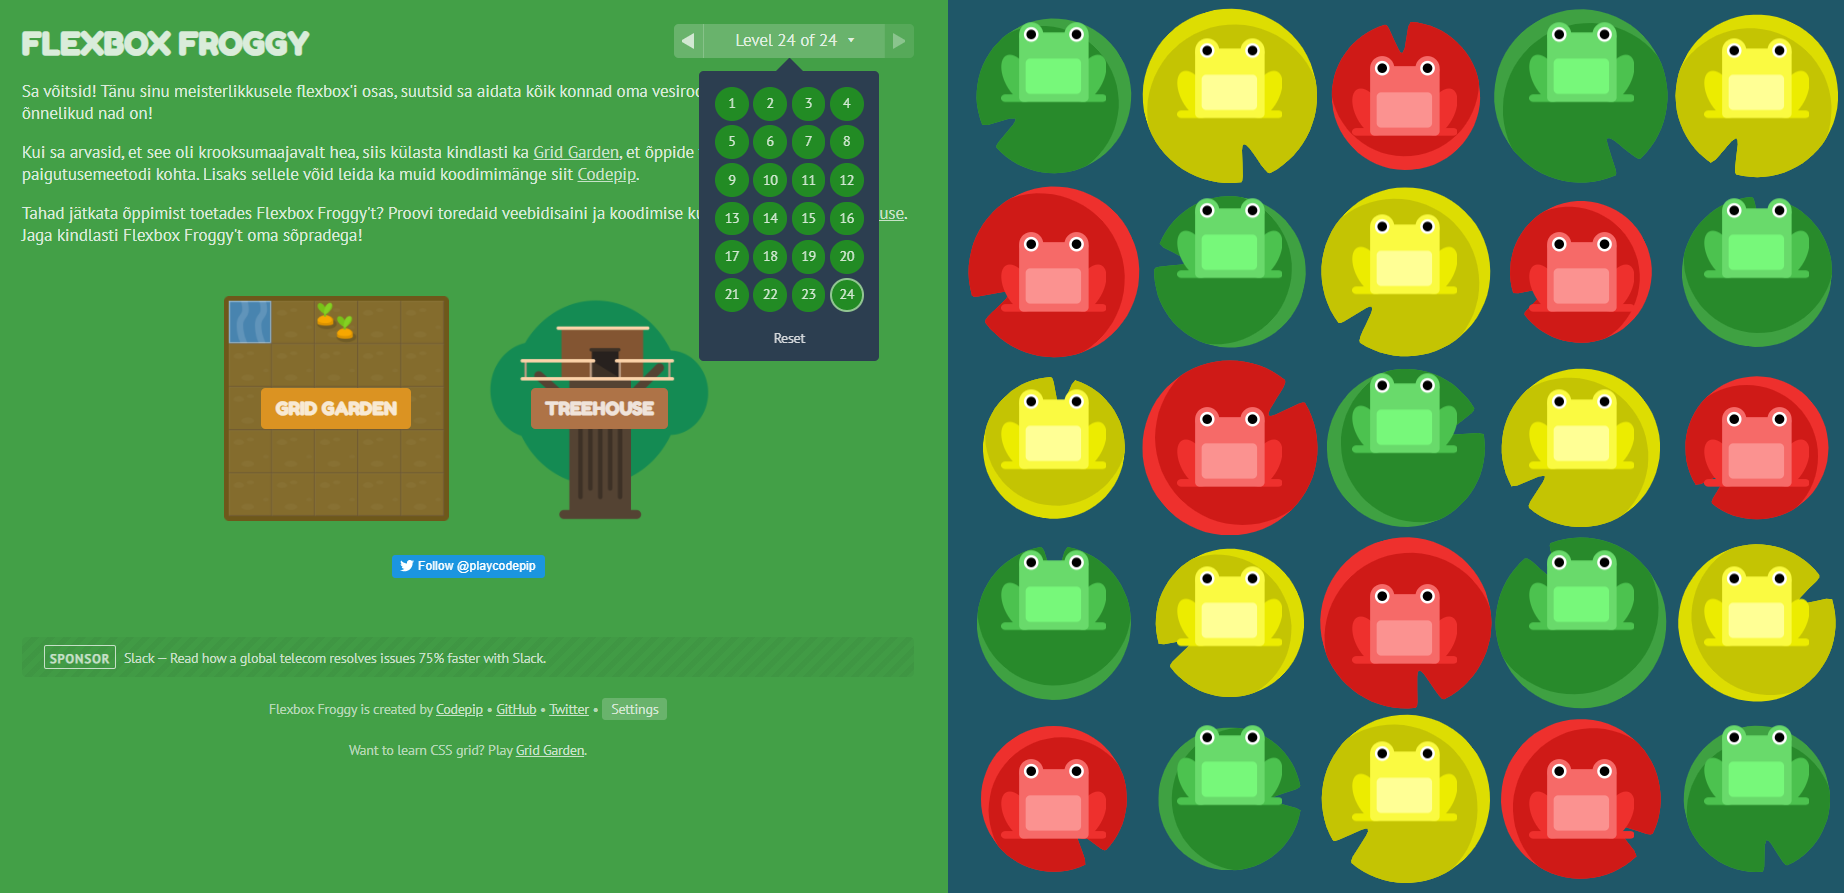 FLEXBOX FROGGY
Level 24 of 24
Sa võitsid! Tänu sinu meisterlikkusele flexbox'i osas, suutsid sa aidata kõik konnad oma
õnnelikud nad on!
Kui sa arvasid, et see oli krooksumaajavalt hea, siis külasta kindlasti ka Grid Garden, et õppide
paigutusemeetodi kohta. Lisaks sellele võid leida ka muid koodimimänge siit Codepip.
Tahad jätkata õppimist toetades Flexbox Froggy't? Proovi toredaid veebidisaini ja koodimise
Jaga kindlasti Flexbox Froggy't oma sõpradega!
1 2 3 4
5 6 7 8
9 10 11 12
13 14 15 16
17 18 19 20
21 22 23 24
Reset
GRID GARDEN
TREEHOUSE
Follow @playcodepip
SPONSOR Slack — Read how a global telecom resolves issues 75% faster with Slack.
Flexbox Froggy is created by Codepip • GitHub • Twitter • Settings
Want to learn CSS grid? Play Grid Garden.